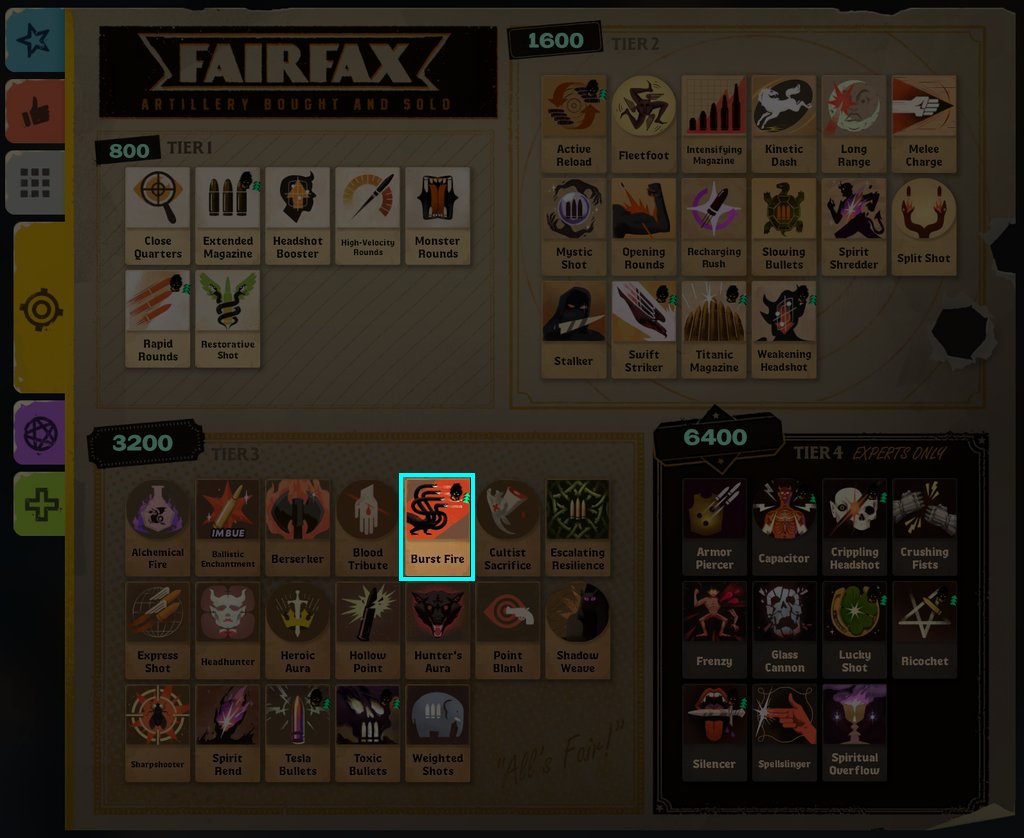 FAIRFAX
ARTILLERY BOUGHT AND SOLD
800 TIER 1
Close Quarters
Extended Magazine
Headshot Booster
High-Velocity Rounds
Monster Rounds
Rapid Rounds
Restorative Shot
1600 TIER 2
Active Reload
Fleetfoot
Intensifying Magazine
Kinetic Dash
Long Range
Melee Charge
Mystic Shot
Opening Rounds
Recharging Rush
Slowing Bullets
Spirit Shredder
Split Shot
Stalker
Swift Striker
Titanic Magazine
Weakening Headshot
3200 TIER 3
Alchemical Fire
IMBUE
Ballistic Enchantment
Berserker
Blood Tribute
Burst Fire
Cultist Sacrifice
Escalating Resilience
Express Shot
Headhunter
Heroic Aura
Hollow Point
Hunter's Aura
Point Blank
Shadow Weave
Sharpshooter
Spirit Rend
Tesla Bullets
Toxic Bullets
Weighted Shots
"All's Fair!"
6400 TIER 4 EXPERTS ONLY
Armor Piercer
Capacitor
Crippling Headshot
Crushing Fists
Frenzy
Glass Cannon
Lucky Shot
Ricochet
Silencer
Spellslinger
Spiritual Overflow